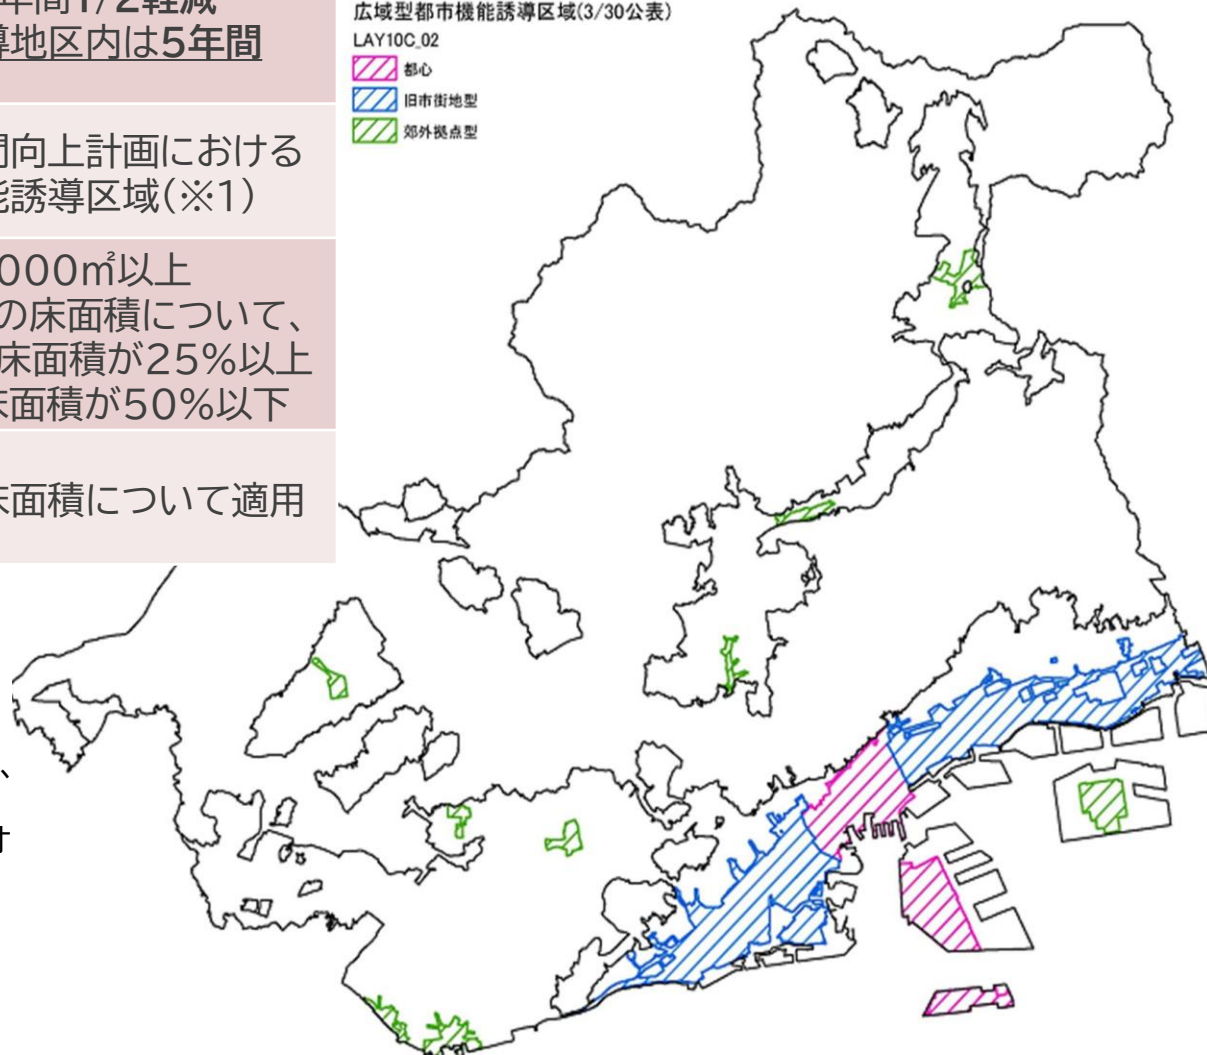 年間1/2軽減
導地区内は5年間
間向上計画における
能誘導区域(※1)
000㎡以上
の床面積について、
床面積が25%以上
床面積が50%以下
床面積について適用
、
広域型都市機能誘導区域(3/30公表)
LAY10C_02
都心
旧市街地型
郊外拠点型